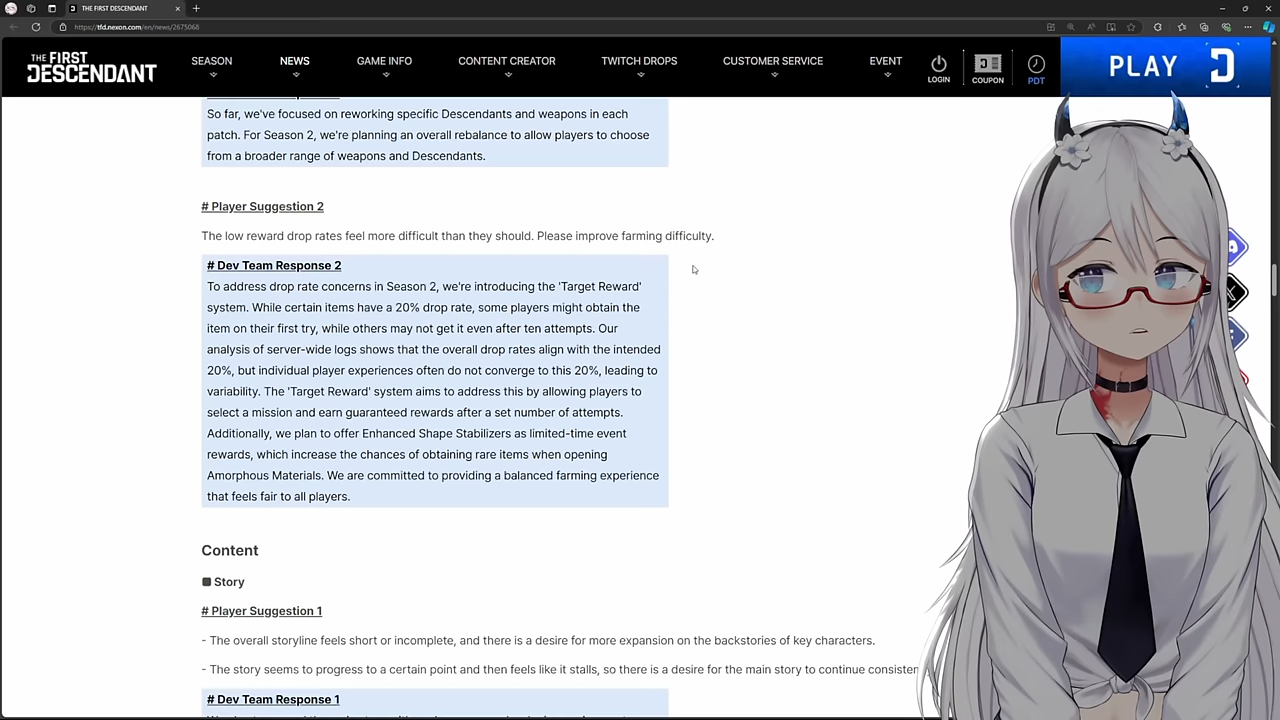 THE FIRST DESCENDANT
https://tfd.nexon.com/en/news/2675068
THE FIRST
DESCENDANT
SEASON
NEWS
GAME INFO
CONTENT CREATOR
TWITCH DROPS
CUSTOMER SERVICE
EVENT
LOGIN
COUPON
PDT
PLAY
So far, we've focused on reworking specific Descendants and weapons in each
patch. For Season 2, we're planning an overall rebalance to allow players to choose
from a broader range of weapons and Descendants.
# Player Suggestion 2
The low reward drop rates feel more difficult than they should. Please improve farming difficulty.
# Dev Team Response 2
To address drop rate concerns in Season 2, we're introducing the 'Target Reward'
system. While certain items have a 20% drop rate, some players might obtain the
item on their first try, while others may not get it even after ten attempts. Our
analysis of server-wide logs shows that the overall drop rates align with the intended
20%, but individual player experiences often do not converge to this 20%, leading to
variability. The 'Target Reward' system aims to address this by allowing players to
select a mission and earn guaranteed rewards after a set number of attempts.
Additionally, we plan to offer Enhanced Shape Stabilizers as limited-time event
rewards, which increase the chances of obtaining rare items when opening
Amorphous Materials. We are committed to providing a balanced farming experience
that feels fair to all players.
Content
Story
# Player Suggestion 1
- The overall storyline feels short or incomplete, and there is a desire for more expansion on the backstories of key characters.
- The story seems to progress to a certain point and then feels like it stalls, so there is a desire for the main story to continue
# Dev Team Response 1